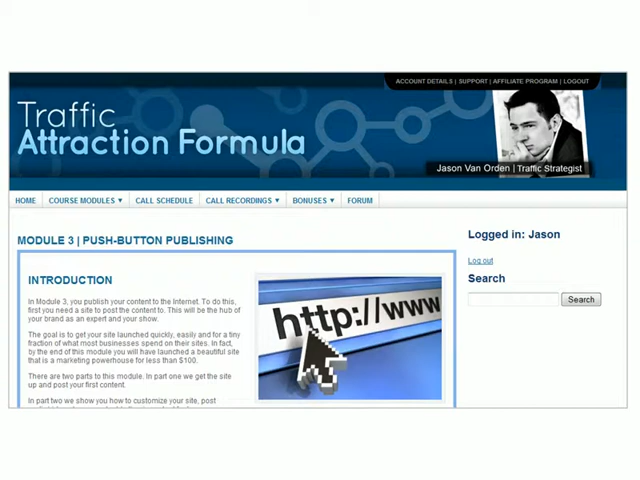 ACCOUNT DETAILS | SUPPORT | AFFILIATE PROGRAM | LOGOUT
Traffic
Attraction Formula
Jason Van Orden | Traffic Strategist
HOME COURSE MODULES ▼ CALL SCHEDULE CALL RECORDINGS ▼ BONUSES ▼ FORUM
MODULE 3 | PUSH-BUTTON PUBLISHING
INTRODUCTION
In Module 3, you publish your content to the Internet. To do this,
first you need a site to post the content to. This will be the hub of
your brand as an expert and your show.
The goal is to get your site launched quickly, easily and for a tiny
fraction of what most businesses spend on their sites. In fact,
by the end of this module you will have launched a beautiful site
that is a marketing powerhouse for less than $100.
There are two parts to this module. In part one we get the site
up and post your first content.
In part two we show you how to customize your site, post
http://www
Logged in: Jason
Log out
Search
Search